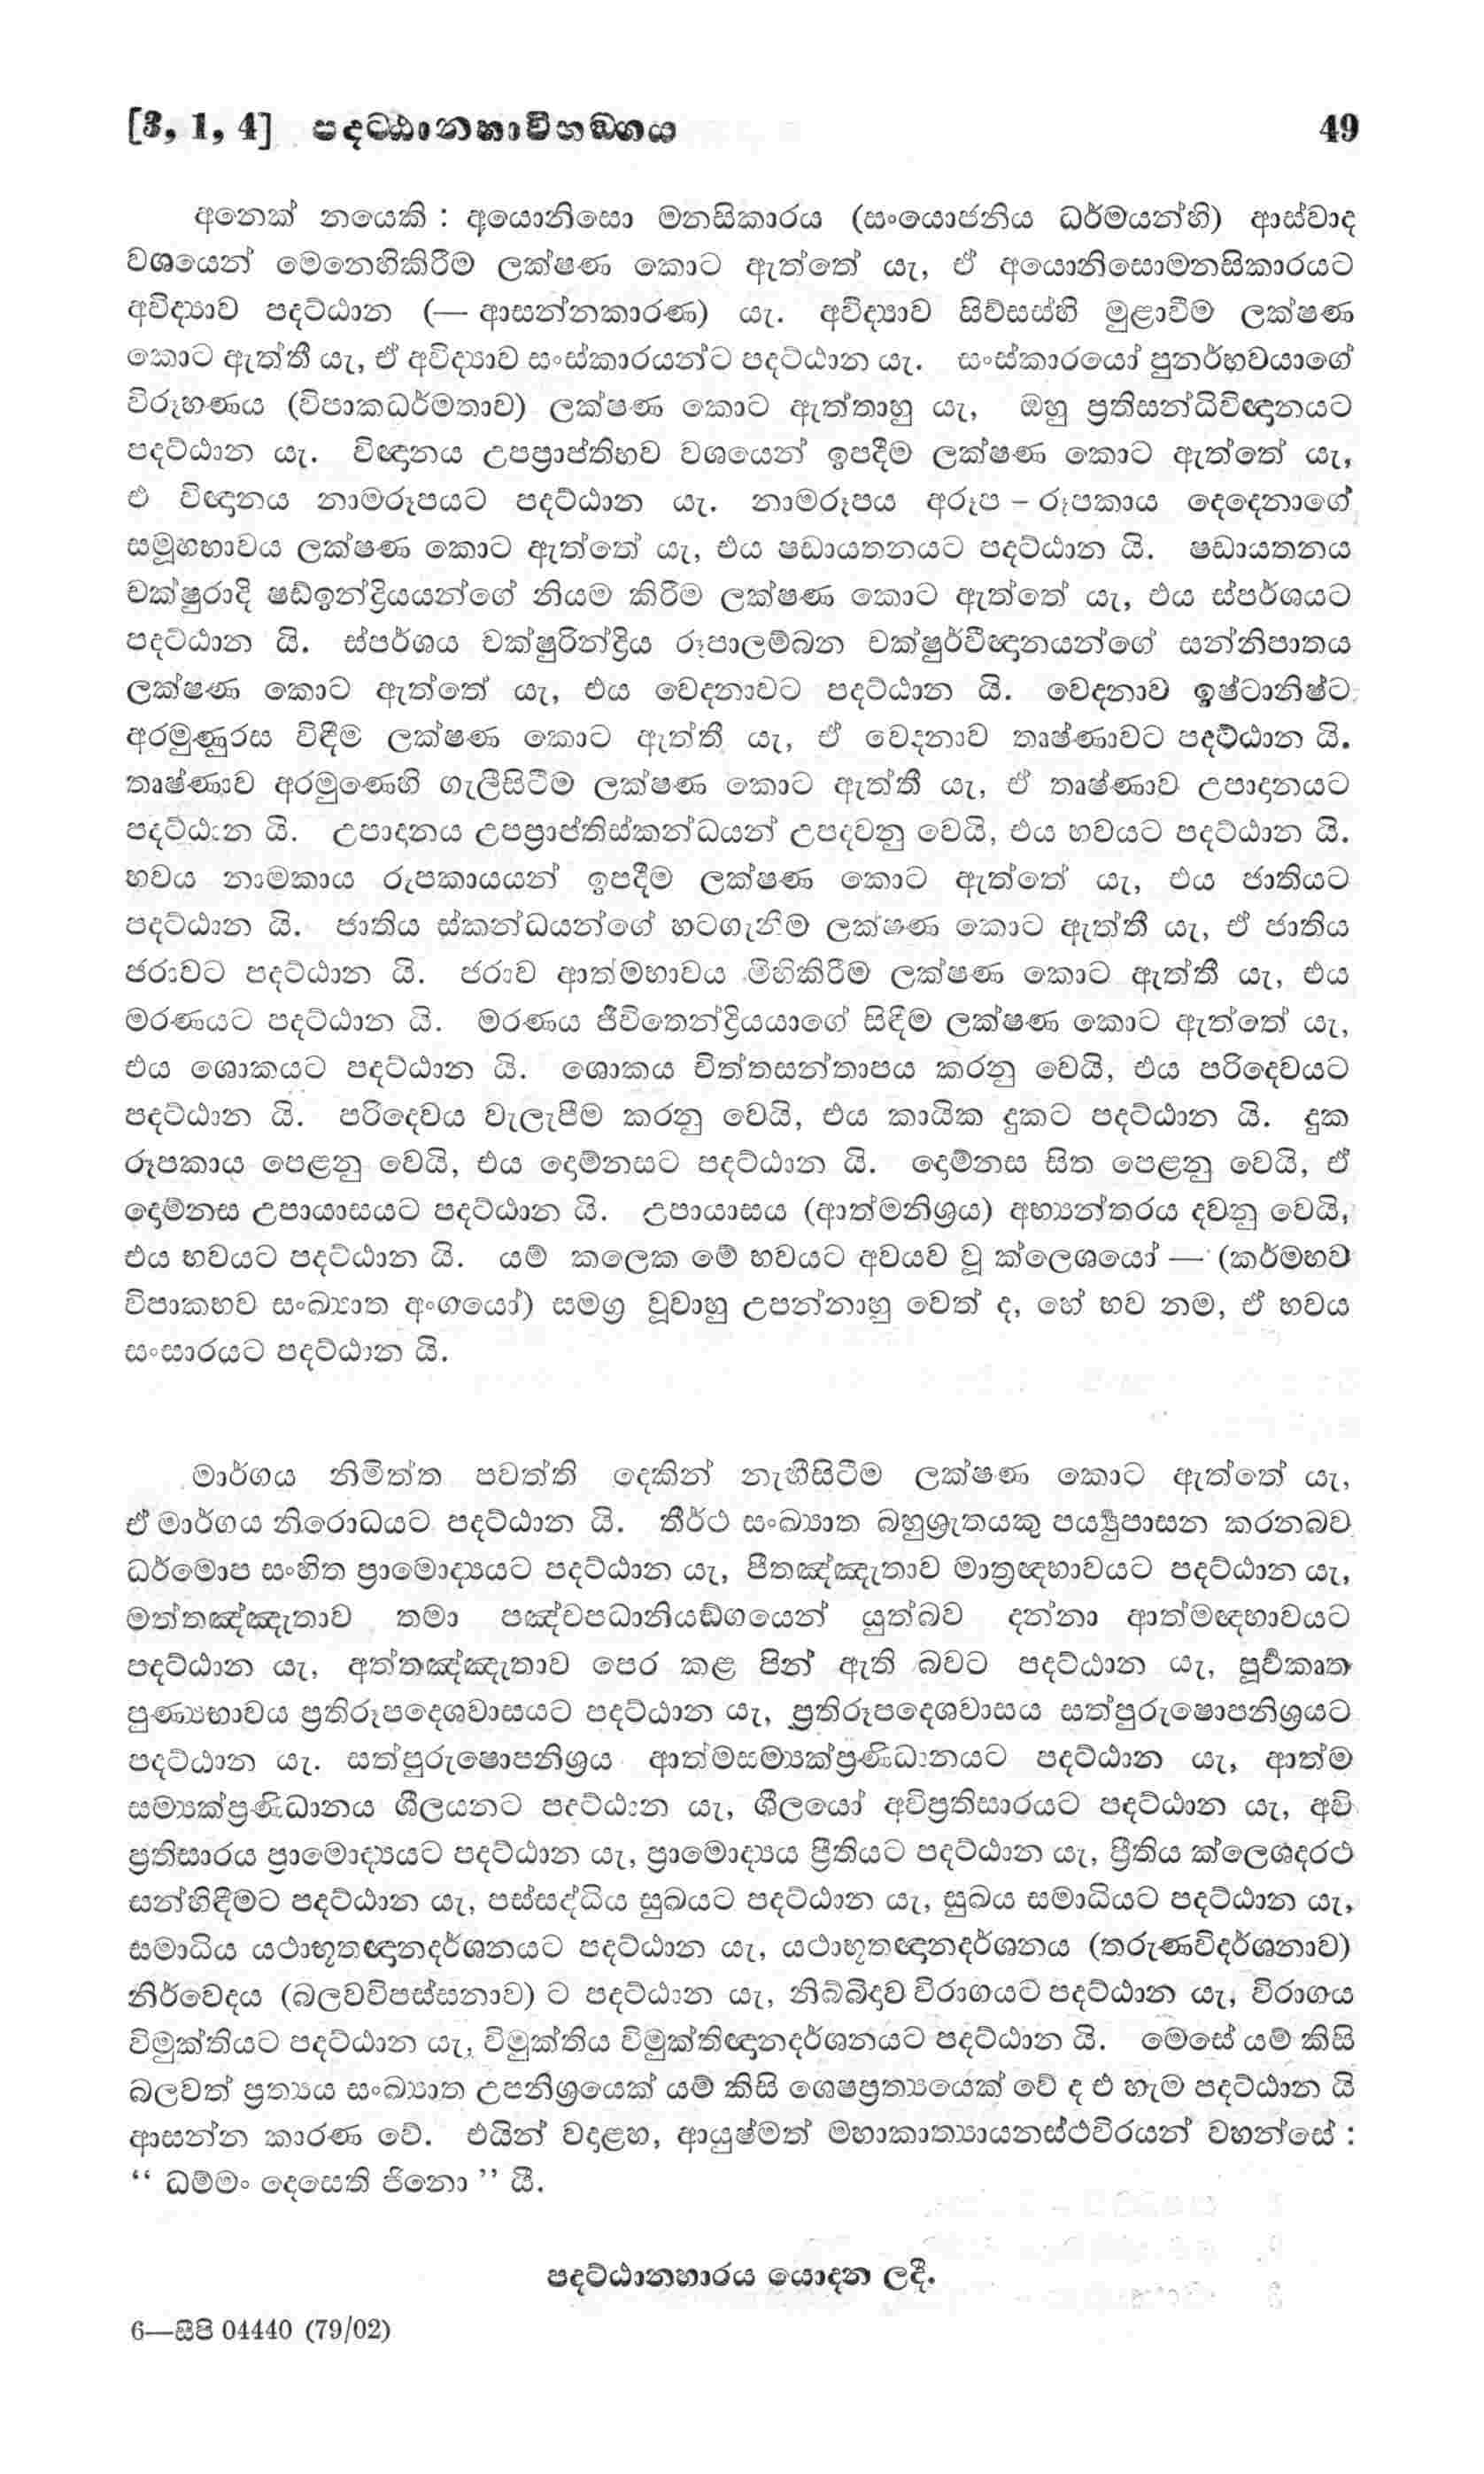 [3, 1, 4] පදට්ඨානහාවිභඞ්ගය 49
අනෙක් නයෙකි : අයොනිසො මනසිකාරය (සංයොජනිය ධර්මයන්හි) ආස්වාද
වශයෙන් මෙනෙහිකිරීම ලක්ෂණ කොට ඇත්තේ යැ, ඒ අයොනිසොමනසිකාරයට
අවිද්‍යාව පදට්ඨාන (— ආසන්නකාරණ) යැ. අවිද්‍යාව සිව්සස්හි මුළාවීම ලක්ෂණ
කොට ඇත්තී යැ, ඒ අවිද්‍යාව සංස්කාරයන්ට පදට්ඨාන යැ. සංස්කාරයෝ පුනර්භවයාගේ
විරූහණය (විපාකධර්මතාව) ලක්ෂණ කොට ඇත්තාහු යැ, ඔහු ප්‍රතිසන්ධිවිඥානයට
පදට්ඨාන යැ. විඥානය උපප්‍රාප්තිභව වශයෙන් ඉපදීම ලක්ෂණ කොට ඇත්තේ යැ,
එ විඥානය නාමරූපයට පදට්ඨාන යැ. නාමරූපය අරූප – රූපකාය දෙදෙනාගේ
සමූහභාවය ලක්ෂණ කොට ඇත්තේ යැ, එය ෂඩායතනයට පදට්ඨාන යි. ෂඩායතනය
චක්ෂුරාදි ෂඩ්ඉන්ද්‍රියයන්ගේ නියම කිරීම ලක්ෂණ කොට ඇත්තේ යැ, එය ස්පර්ශයට
පදට්ඨාන යි. ස්පර්ශය චක්ෂුරින්ද්‍රිය රූපාලම්බන චක්ෂුර්විඥානයන්ගේ සන්නිපාතය
ලක්ෂණ කොට ඇත්තේ යැ, එය වෙදනාවට පදට්ඨාන යි. වෙදනාව ඉෂ්ටානිෂ්ට
අරමුණුරස විඳීම ලක්ෂණ කොට ඇත්තී යැ, ඒ වෙදනාව තෘෂ්ණාවට පදට්ඨාන යි.
තෘෂ්ණාව අරමුණෙහි ගැලීසිටීම ලක්ෂණ කොට ඇත්තී යැ, ඒ තෘෂ්ණාව උපාදානයට
පදට්ඨාන යි. උපාදානය උපප්‍රාප්තිස්කන්ධයන් උපදවනු වෙයි, එය භවයට පදට්ඨාන යි.
භවය නාමකාය රූපකායයන් ඉපදීම ලක්ෂණ කොට ඇත්තේ යැ, එය ජාතියට
පදට්ඨාන යි. ජාතිය ස්කන්ධයන්ගේ හටගැනීම ලක්ෂණ කොට ඇත්තී යැ, ඒ ජාතිය
ජරාවට පදට්ඨාන යි. ජරාව ආත්මභාවය මිහිකිරීම ලක්ෂණ කොට ඇත්තී යැ, එය
මරණයට පදට්ඨාන යි. මරණය ජීවිතෙන්ද්‍රියයාගේ සිඳීම ලක්ෂණ කොට ඇත්තේ යැ,
එය ශොකයට පදට්ඨාන යි. ශොකය චිත්තසන්තාපය කරනු වෙයි, එය පරිදෙවයට
පදට්ඨාන යි. පරිදෙවය වැලැපීම කරනු වෙයි, එය කායික දුකට පදට්ඨාන යි. දුක
රූපකාය පෙළනු වෙයි, එය දොම්නසට පදට්ඨාන යි. දොම්නස සිත පෙළනු වෙයි, ඒ
දොම්නස උපායාසයට පදට්ඨාන යි. උපායාසය (ආත්මනිශ්‍රය) අභ්‍යන්තරය දවනු වෙයි,
එය භවයට පදට්ඨාන යි. යම් කලෙක මේ භවයට අවයව වූ ක්ලෙශයෝ — (කර්මභව
විපාකභව සංඛ්‍යාත අංගයෝ) සමග්‍ර වූවාහු උපන්නාහු වෙත් ද, හේ භව නම, ඒ භවය
සංසාරයට පදට්ඨාන යි.
මාර්ගය නිමිත්ත පවත්ති දෙකින් නැඟීසිටීම ලක්ෂණ කොට ඇත්තේ යැ,
ඒ මාර්ගය නිරොධයට පදට්ඨාන යි. තීර්ථ සංඛ්‍යාත බහුශ්‍රැතයකු පර්‍ය්‍යුපාසන කරනබව
ධර්මොප සංහිත ප්‍රාමොද්‍යයට පදට්ඨාන යැ, පීතඤ්ඤැතාව මාත්‍රඥභාවයට පදට්ඨාන යැ,
මත්තඤ්ඤැතාව තමා පඤ්චපධානියඞ්ගයෙන් යුත්බව දන්නා ආත්මඥභාවයට
පදට්ඨාන යැ, අත්තඤ්ඤැතාව පෙර කළ පින් ඇති බවට පදට්ඨාන යැ, පූර්‍වකෘත
පුණ්‍යභාවය ප්‍රතිරූපදෙශවාසයට පදට්ඨාන යැ, ප්‍රතිරූපදෙශවාසය සත්පුරුෂොපනිශ්‍රයට
පදට්ඨාන යැ. සත්පුරුෂොපනිශ්‍රය ආත්මසම්‍යක්ප්‍රණිධානයට පදට්ඨාන යැ, ආත්ම
සම්‍යක්ප්‍රණිධානය ශීලයනට පදට්ඨාන යැ, ශීලයෝ අවිප්‍රතිසාරයට පදට්ඨාන යැ, අවි
ප්‍රතිසාරය ප්‍රාමොද්‍යයට පදට්ඨාන යැ, ප්‍රාමොද්‍යය ප්‍රීතියට පදට්ඨාන යැ, ප්‍රීතිය ක්ලෙශදරථ
සන්හිඳීමට පදට්ඨාන යැ, පස්සද්ධිය සුඛයට පදට්ඨාන යැ, සුඛය සමාධියට පදට්ඨාන යැ,
සමාධිය යථාභූතඥානදර්ශනයට පදට්ඨාන යැ, යථාභූතඥානදර්ශනය (තරුණවිදර්ශනාව)
නිර්වෙදය (බලවවිපස්සනාව) ට පදට්ඨාන යැ, නිබ්බිදාව විරාගයට පදට්ඨාන යැ, විරාගය
විමුක්තියට පදට්ඨාන යැ, විමුක්තිය විමුක්තිඥානදර්ශනයට පදට්ඨාන යි. මෙසේ යම් කිසි
බලවත් ප්‍රත්‍යය සංඛ්‍යාත උපනිශ්‍රයෙක් යම් කිසි ශෙෂප්‍රත්‍යයෙක් වේ ද එ හැම පදට්ඨාන යි
ආසන්න කාරණ වේ. එයින් වදාළහ, ආයුෂ්මත් මහාකාත්‍යායනස්ථවිරයන් වහන්සේ :
“ ධම්මං දෙසෙති ජිනො ” යී.
පදට්ඨානහාරය යොදන ලදී.
6—සීපි 04440 (79/02)